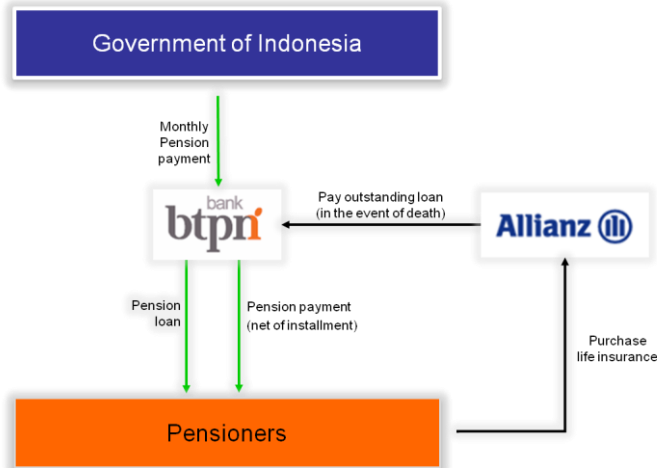 Government of Indonesia
Monthly
Pension
payment
bank
btpn
Pay outstanding loan
(in the event of death)
Allianz
Pension
loan
Pension payment
(net of installment)
Purchase
life insurance
Pensioners